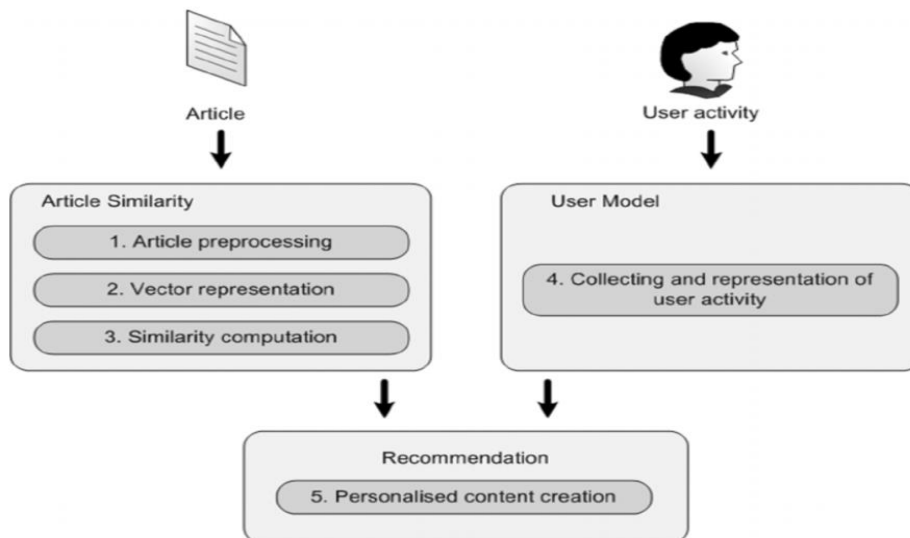 Article
User activity
Article Similarity
1. Article preprocessing
2. Vector representation
3. Similarity computation
User Model
4. Collecting and representation of
user activity
Recommendation
5. Personalised content creation